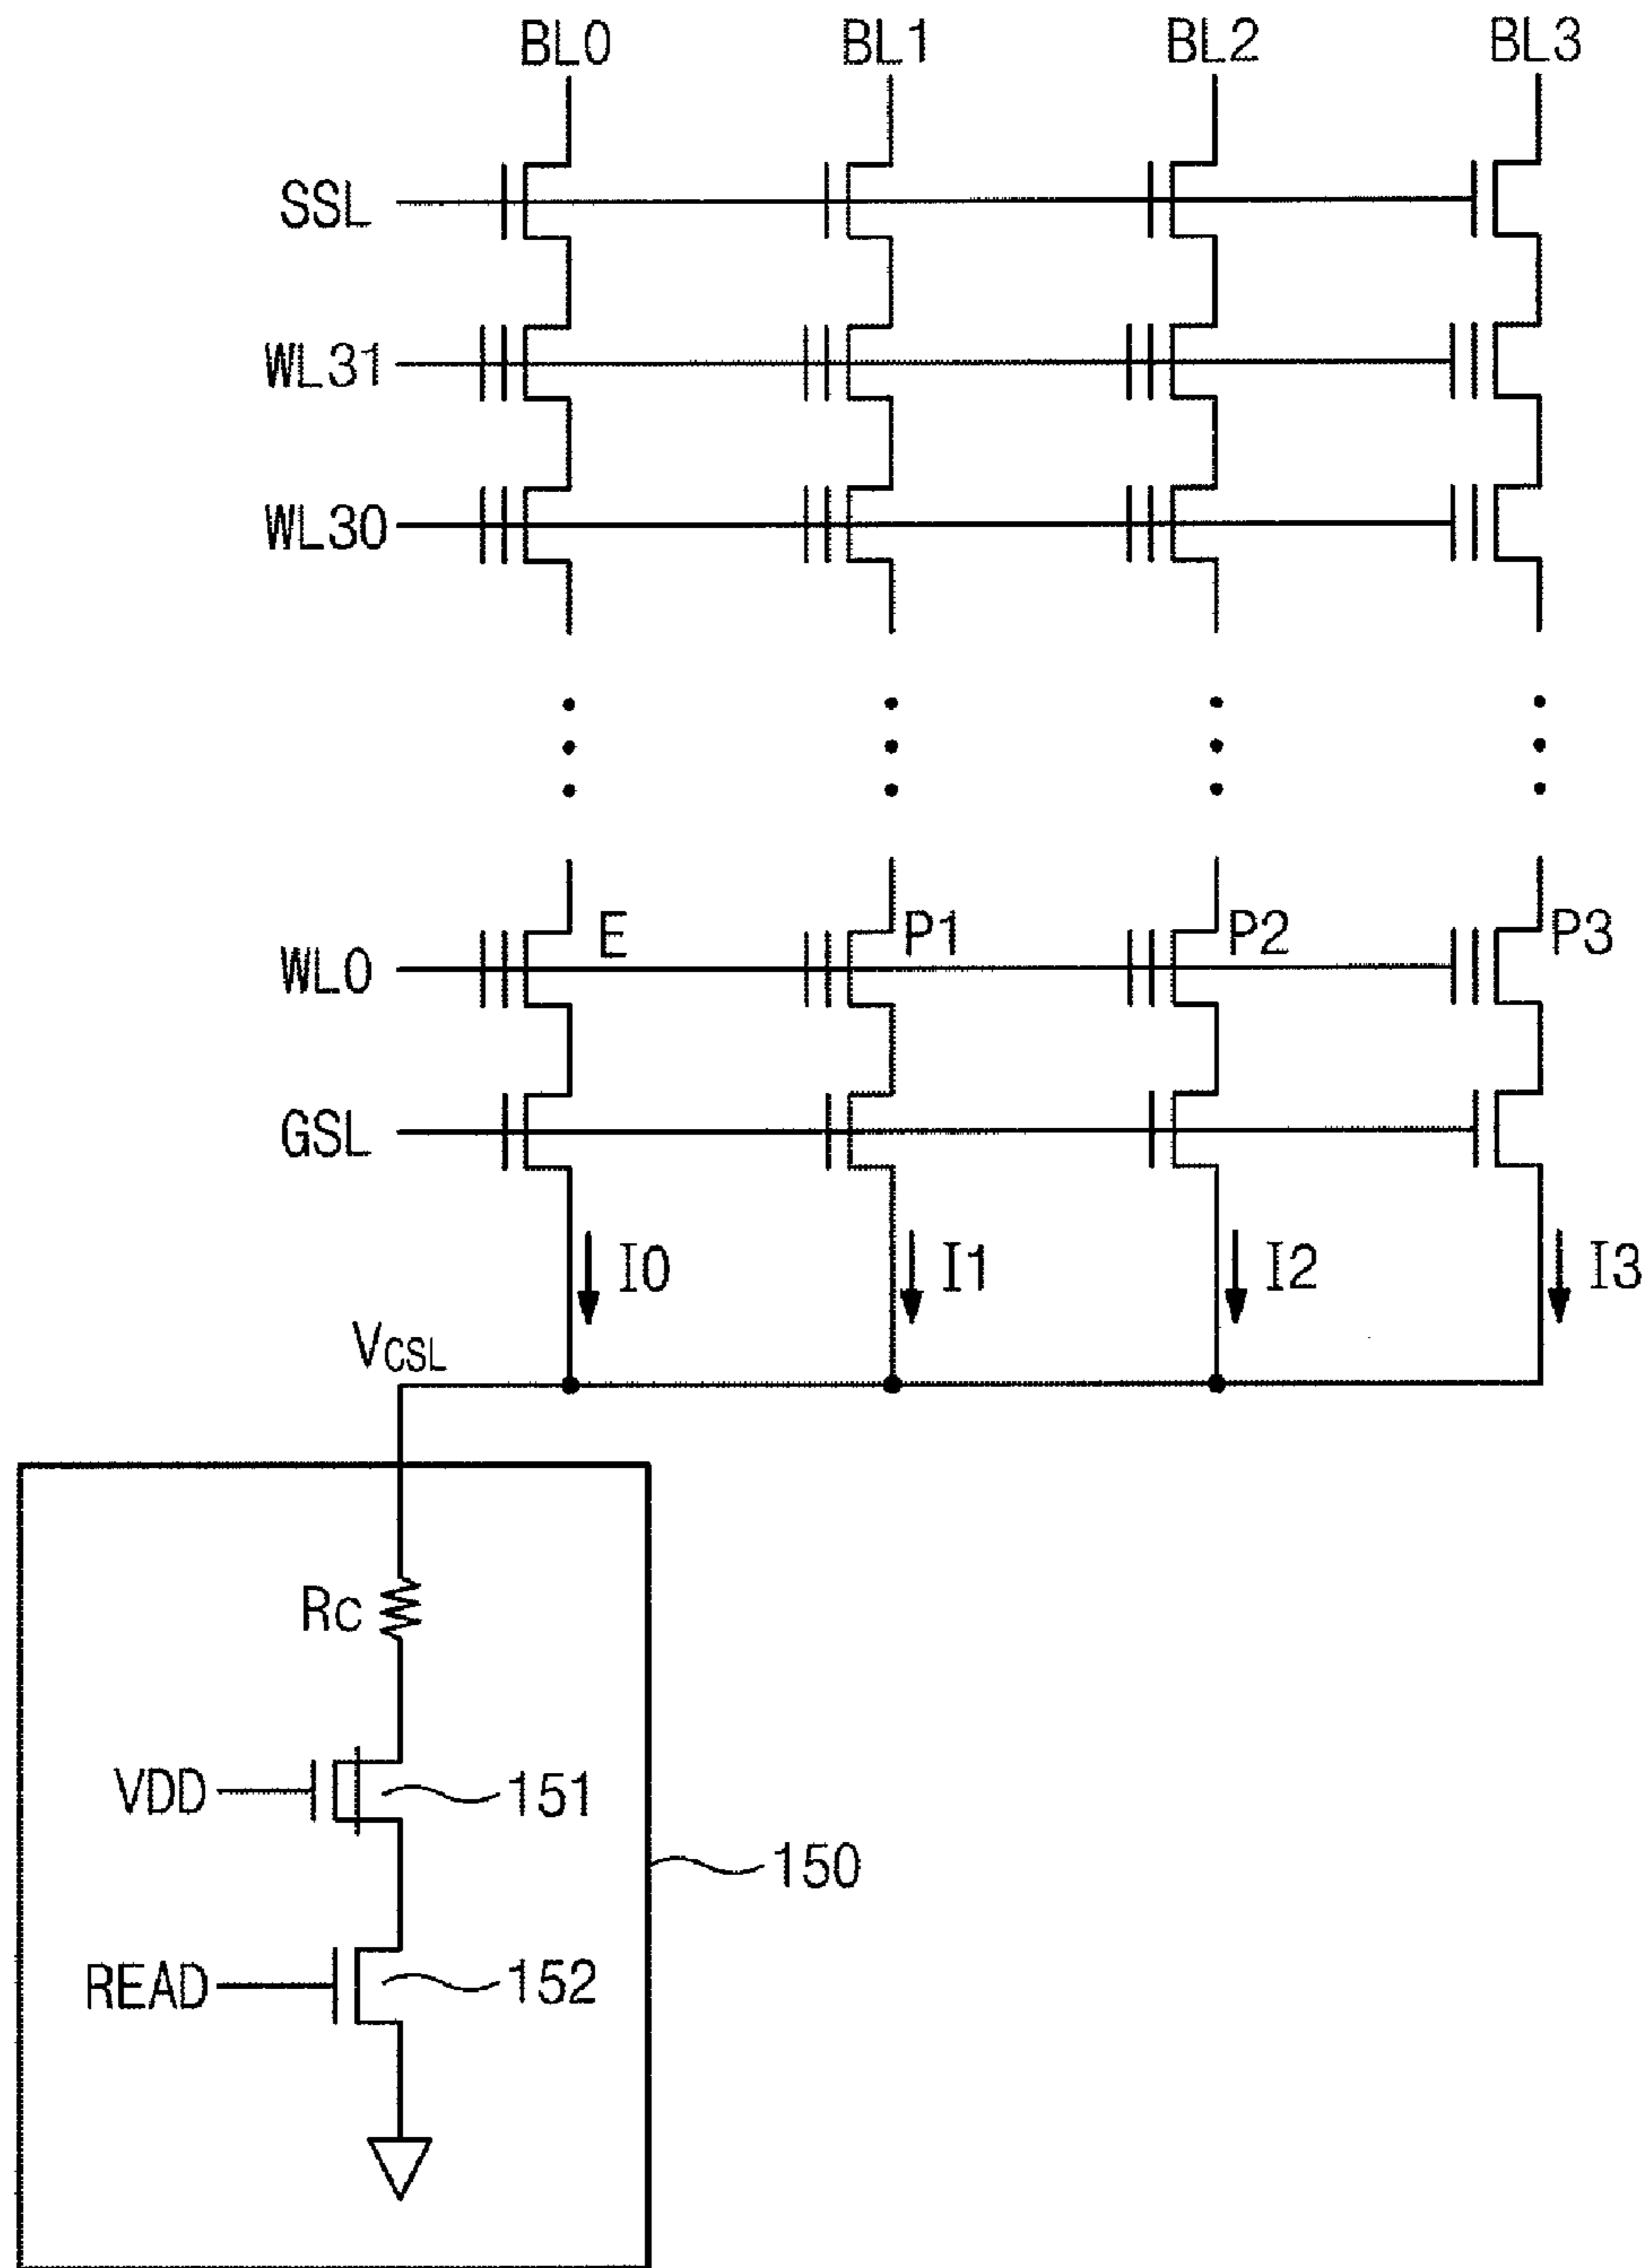 BL0 BL1 BL2 BL3
SSL
WL31
WL30
E P1 P2 P3
WL0
GSL
I0 I1 I2 I3
VCSL
RC
VDD
151
150
READ
152